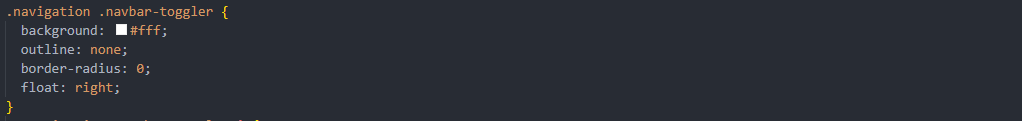 .navigation .navbar-toggler {
background: #fff;
outline: none;
border-radius: 0;
float: right;
}